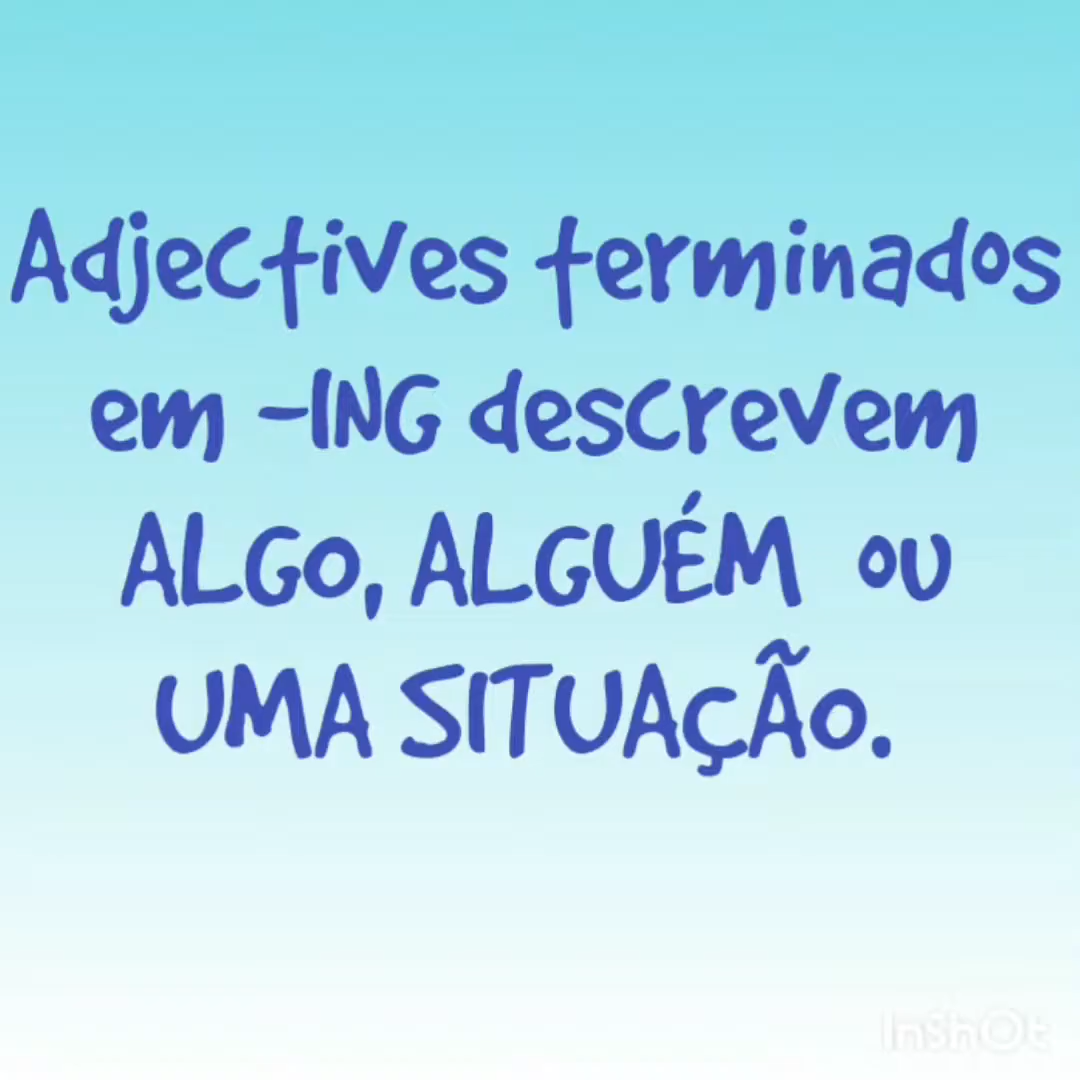 Adjectives terminados
em -ING descrevem
ALGO, ALGUÉM ou
UMA SITUAÇÃO.
InShOt